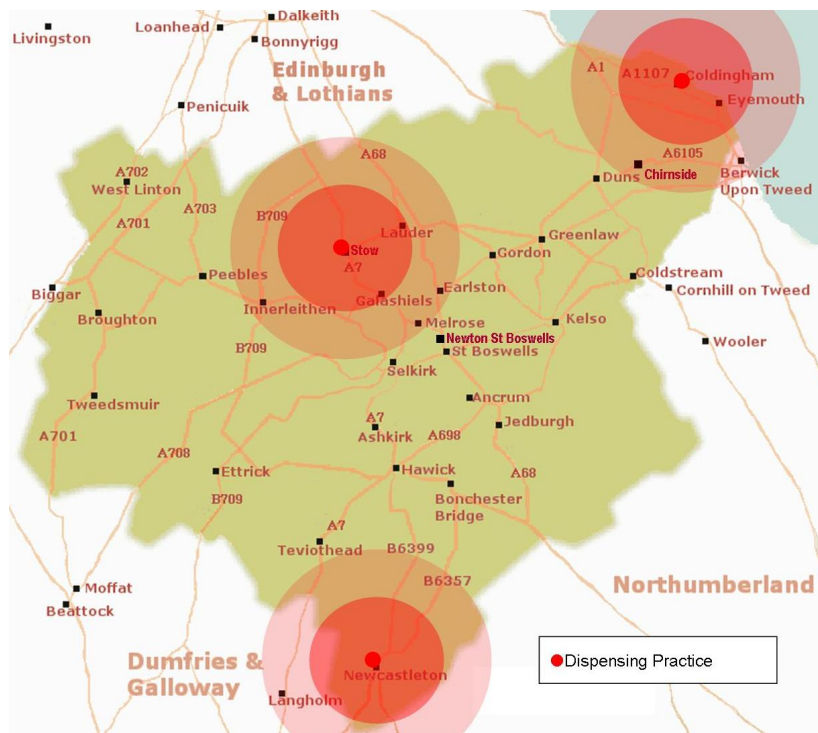 Dalkeith
Loanhead
Livingston
Bonnyrigg
Edinburgh
& Lothians
A1
A1107
Coldingham
Eyemouth
Penicuik
A68
A6105
A702
West Linton
Duns
Chirnside
Berwick
Upon Tweed
A703
A701
B709
Lauder
Greenlaw
Stow
Gordon
A7
Peebles
Coldstream
Biggar
Earlston
Cornhill on Tweed
Galashiels
Innerleithen
Broughton
Melrose
Kelso
Newton St Boswells
Wooler
B709
St Boswells
Selkirk
Tweedsmuir
Ancrum
A7
Jedburgh
A701
Ashkirk
A698
A708
Ettrick
Hawick
A68
B709
Bonchester
Bridge
A7
Teviothead
B6399
B6357
Moffat
Northumberland
Beattock
Dumfries &
Galloway
Dispensing Practice
Newcastleton
Langholm